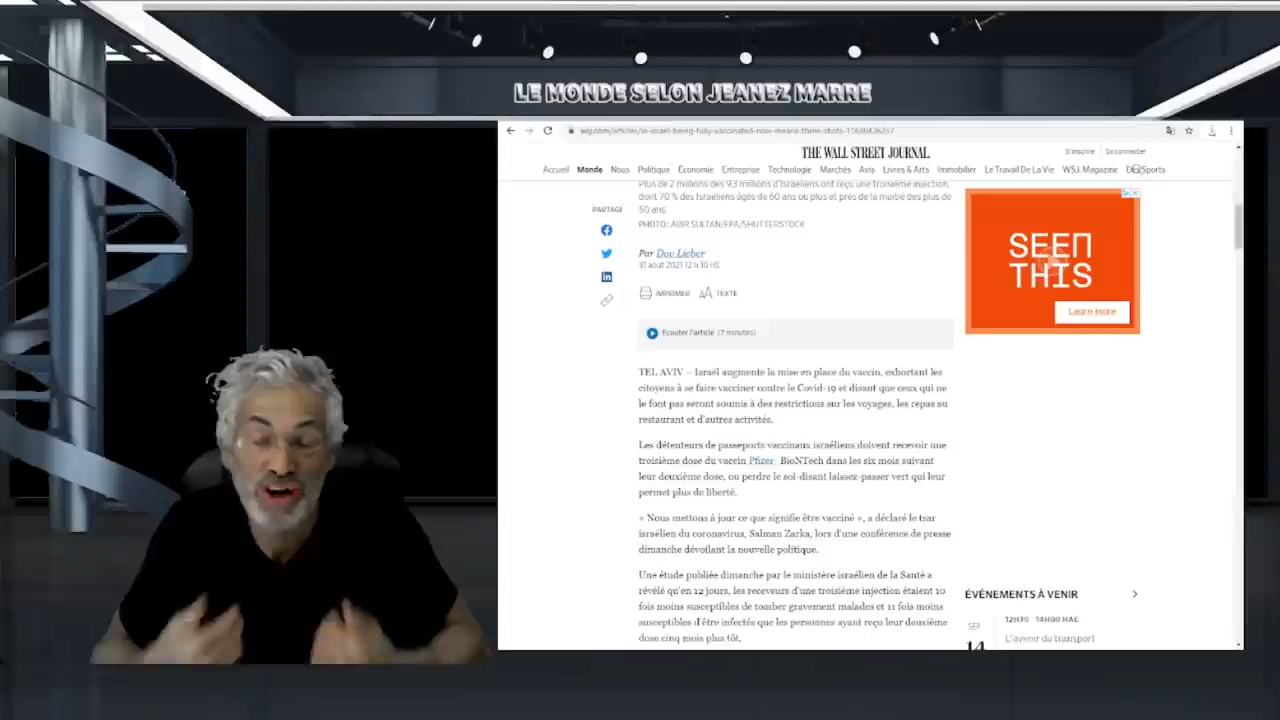 LE MONDE SELON JEANEZ MARRE
THE WALL STREET JOURNAL
S'inscrire Se connecter
Accueil Monde Nous Politique Économie Entreprise Technologie Marchés Avis Livres & Arts Immobilier Le Travail De La Vie WSJ. Magazine Des Sports
Plus de 2 millions des 9,3 millions d'Israéliens ont reçu une troisième injection,
dont 70 % des Israéliens âgés de 60 ans ou plus et près de la moitié des plus de
50 ans.
PARTAGE
PHOTO : ABIR SULTAN/EPA/SHUTTERSTOCK
Par Dov Lieber
31 août 2021 12 h 10 HE
IMPRIMER AA TEXTE
SEEN
THIS
Learn more
Écouter l'article (7 minutes)
TEL AVIV – Israël augmente la mise en place du vaccin, exhortant les
citoyens à se faire vacciner contre le Covid-19 et disant que ceux qui ne
le font pas seront soumis à des restrictions sur les voyages, les repas au
restaurant et d'autres activités.
Les détenteurs de passeports vaccinaux israéliens doivent recevoir une
troisième dose du vaccin Pfizer- BioNTech dans les six mois suivant
leur deuxième dose, ou perdre le soi-disant laissez-passer vert qui leur
permet plus de liberté.
« Nous mettons à jour ce que signifie être vacciné », a déclaré le tsar
israélien du coronavirus, Salman Zarka, lors d'une conférence de presse
dimanche dévoilant la nouvelle politique.
Une étude publiée dimanche par le ministère israélien de la Santé a
révélé qu'en 12 jours, les receveurs d'une troisième injection étaient 10
fois moins susceptibles de tomber gravement malades et 11 fois moins
susceptibles d'être infectés que les personnes ayant reçu leur deuxième
dose cinq mois plus tôt.
ÉVÉNEMENTS À VENIR
SEP
14
12H30 14H00 HAE
L'avenir du transport